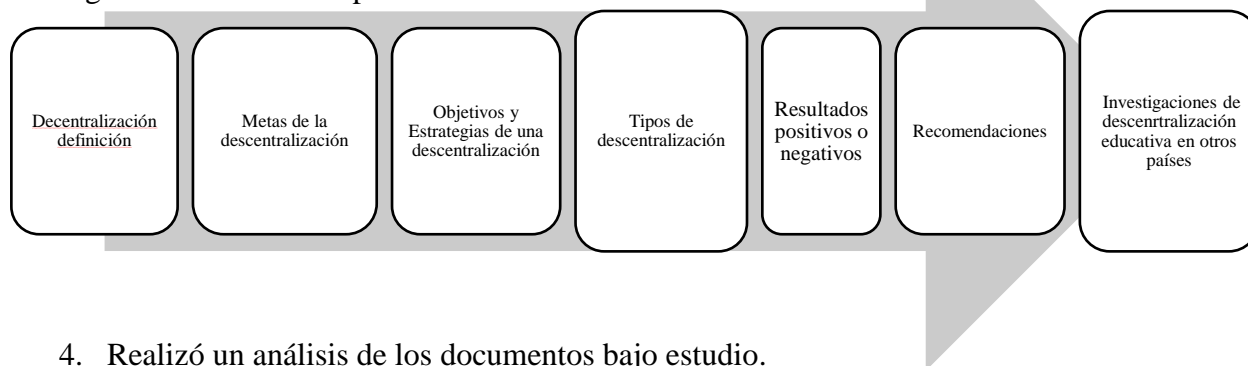 Decentralización
definición
Metas de la
descentralización
Objetivos y
Estrategias de una
descentralización
Tipos de
descentralización
Resultados
positivos o
negativos
Recomendaciones
Investigaciones de
descenrtralización
educativa en otros
países
4. Realizó un análisis de los documentos bajo estudio.